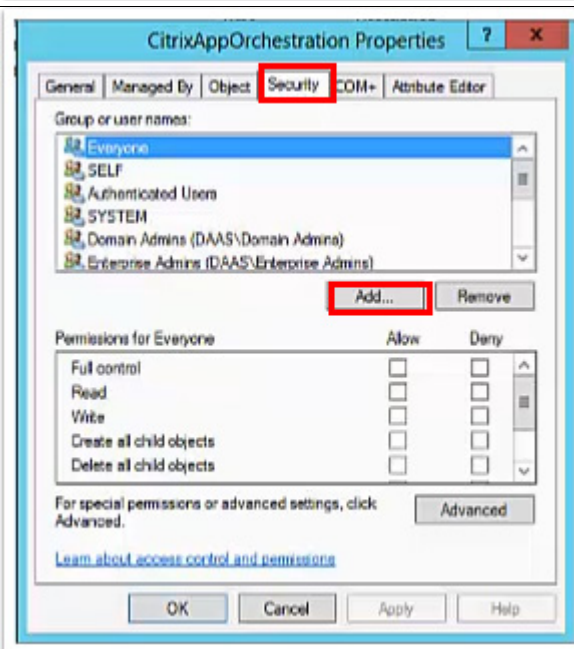 CitrixAppOrchestration Properties ? x
General Managed By Object Security COM+ Attribute Editor
Group or user names:
Everyone
SELF
Authenticated Users
SYSTEM
Domain Admins (DAAS\Domain Admins)
Enterprise Admins (DAAS\Enterprise Admins)
Add... Remove
Permissions for Everyone Allow Deny
Full control
Read
Write
Create all child objects
Delete all child objects
For special permissions or advanced settings, click
Advanced.
Advanced
Learn about access control and permissions
OK Cancel Apply Help